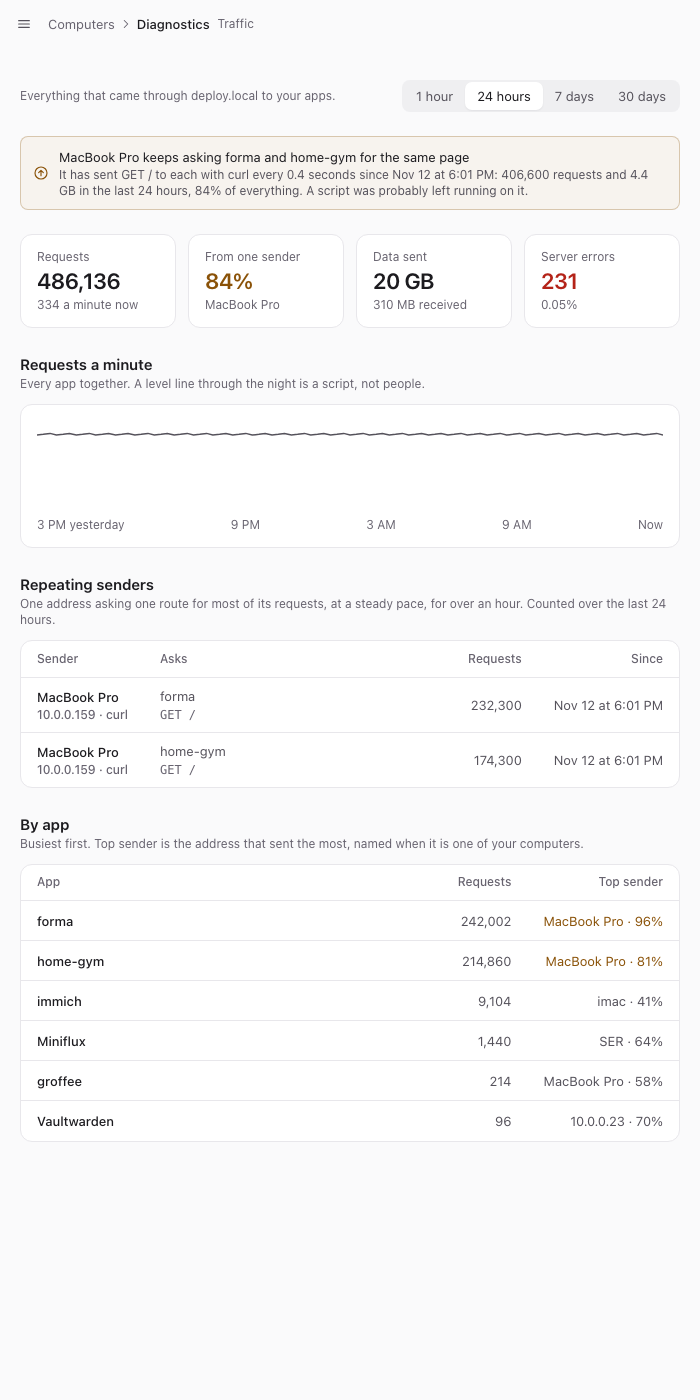 Computers > Diagnostics Traffic
Everything that came through deploy.local to your apps.
1 hour 24 hours 7 days 30 days
MacBook Pro keeps asking forma and home-gym for the same page
It has sent GET / to each with curl every 0.4 seconds since Nov 12 at 6:01 PM: 406,600 requests and 4.4
GB in the last 24 hours, 84% of everything. A script was probably left running on it.
Requests
486,136
334 a minute now
From one sender
84%
MacBook Pro
Data sent
20 GB
310 MB received
Server errors
231
0.05%
Requests a minute
Every app together. A level line through the night is a script, not people.
3 PM yesterday 9 PM 3 AM 9 AM Now
Repeating senders
One address asking one route for most of its requests, at a steady pace, for over an hour. Counted over the last 24
hours.
Sender Asks Requests Since
MacBook Pro
10.0.0.159 · curl
forma
GET /
232,300
Nov 12 at 6:01 PM
MacBook Pro
10.0.0.159 · curl
home-gym
GET /
174,300
Nov 12 at 6:01 PM
By app
Busiest first. Top sender is the address that sent the most, named when it is one of your computers.
App Requests Top sender
forma 242,002 MacBook Pro · 96%
home-gym 214,860 MacBook Pro · 81%
immich 9,104 imac · 41%
Miniflux 1,440 SER · 64%
groffee 214 MacBook Pro · 58%
Vaultwarden 96 10.0.0.23 · 70%